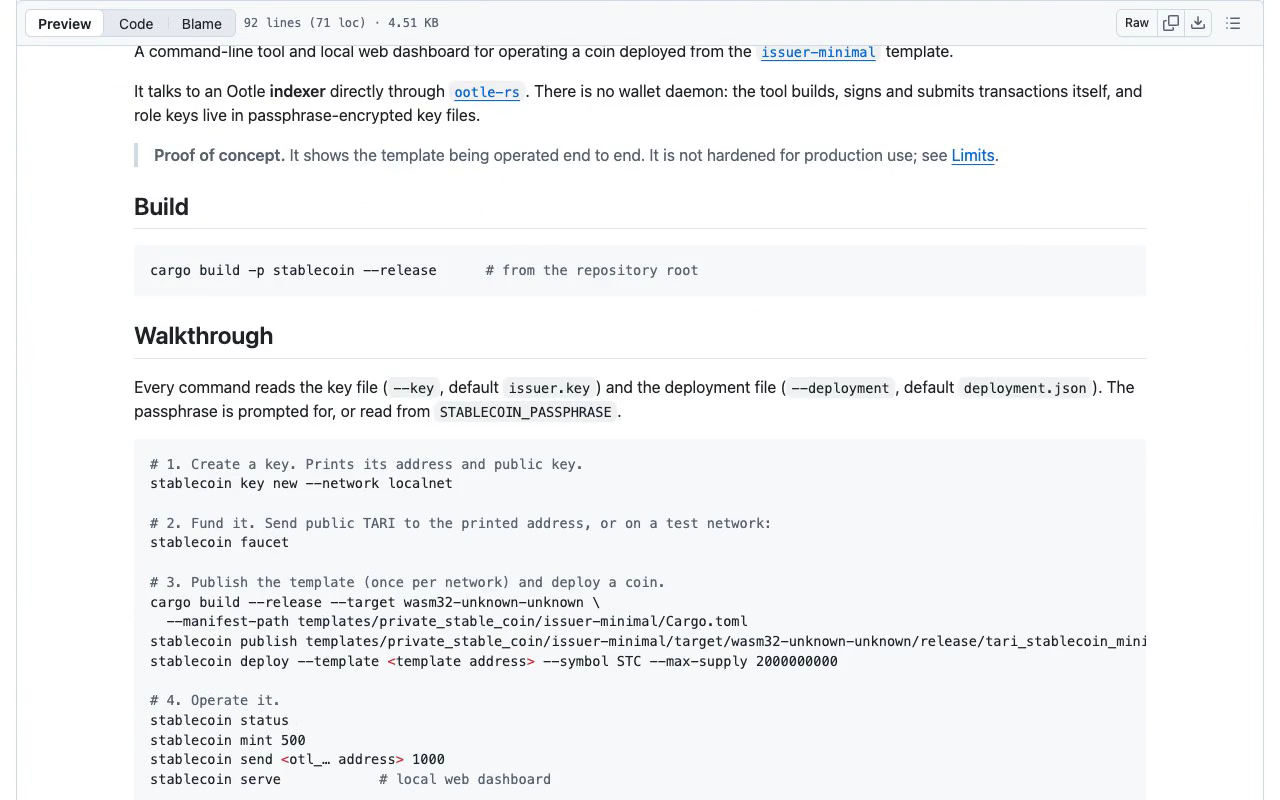 Preview Code Blame 92 lines (71 loc) · 4.51 KB Raw
A command-line tool and local web dashboard for operating a coin deployed from the issuer-minimal template.
It talks to an Ootle indexer directly through ootle-rs. There is no wallet daemon: the tool builds, signs and submits transactions itself, and
role keys live in passphrase-encrypted key files.
Proof of concept. It shows the template being operated end to end. It is not hardened for production use; see Limits.
Build
cargo build -p stablecoin --release # from the repository root
Walkthrough
Every command reads the key file ( --key , default issuer.key ) and the deployment file ( --deployment , default deployment.json ). The
passphrase is prompted for, or read from STABLECOIN_PASSPHRASE .
# 1. Create a key. Prints its address and public key.
stablecoin key new --network localnet
# 2. Fund it. Send public TARI to the printed address, or on a test network:
stablecoin faucet
# 3. Publish the template (once per network) and deploy a coin.
cargo build --release --target wasm32-unknown-unknown \
--manifest-path templates/private_stable_coin/issuer-minimal/Cargo.toml
stablecoin publish templates/private_stable_coin/issuer-minimal/target/wasm32-unknown-unknown/release/tari_stablecoin_mini
stablecoin deploy --template <template address> --symbol STC --max-supply 2000000000
# 4. Operate it.
stablecoin status
stablecoin mint 500
stablecoin send <otl_… address> 1000
stablecoin serve # local web dashboard